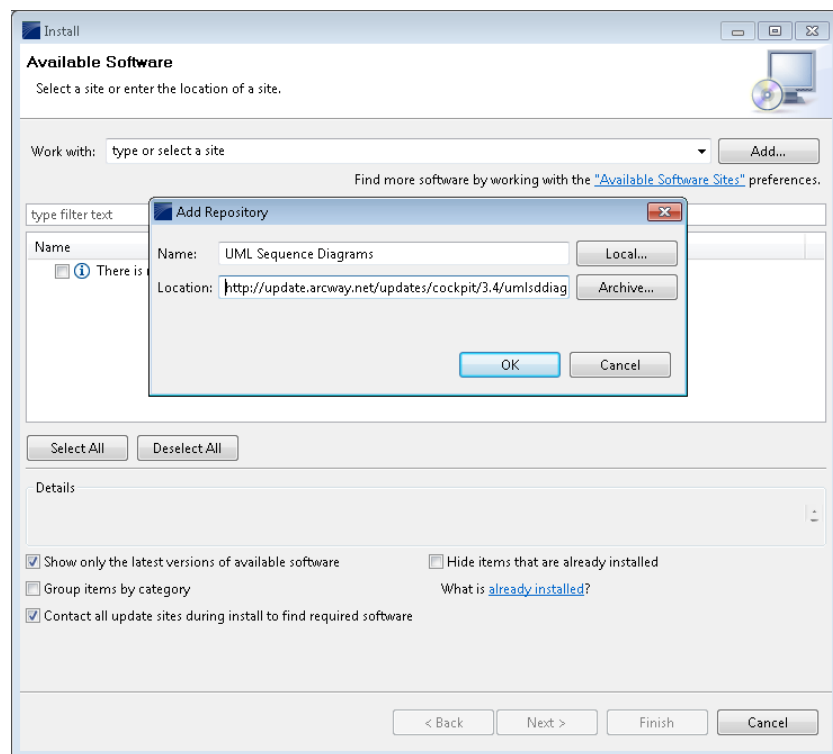 Install
Available Software
Select a site or enter the location of a site.
Work with: type or select a site Add...
Find more software by working with the "Available Software Sites" preferences.
type filter text
Add Repository
Name: UML Sequence Diagrams Local...
Location: http://update.arcway.net/updates/cockpit/3.4/umlsddiag Archive...
OK Cancel
Name
There is
Select All Deselect All
Details
Show only the latest versions of available software Hide items that are already installed
Group items by category What is already installed?
Contact all update sites during install to find required software
< Back Next > Finish Cancel